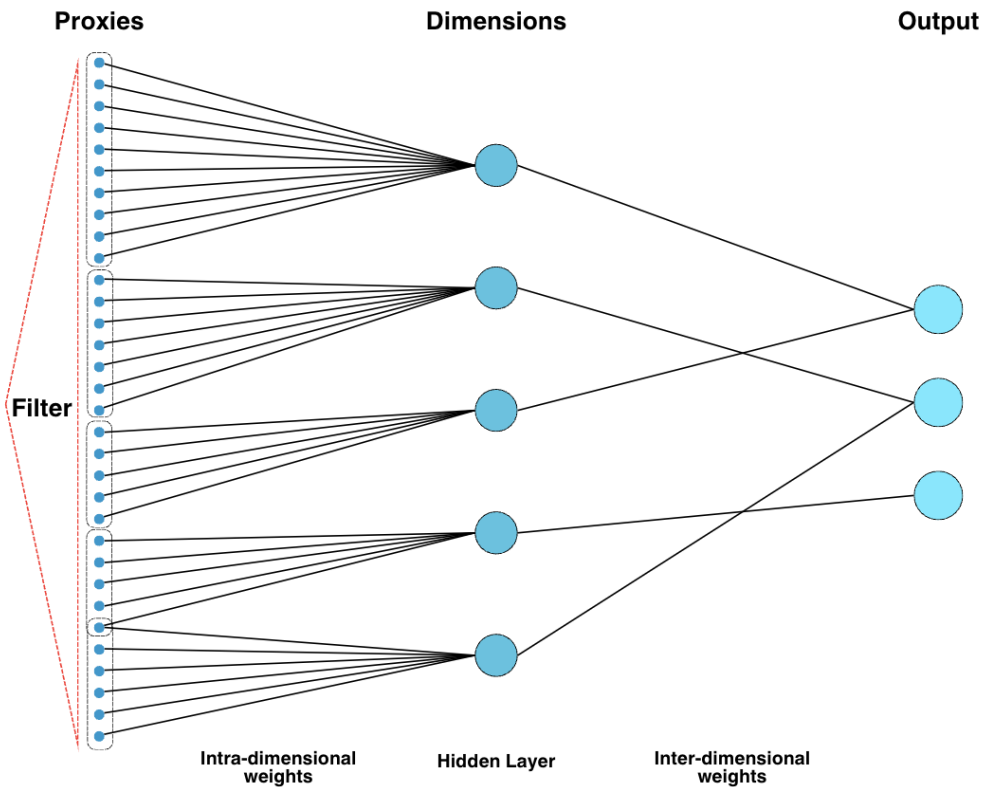 Proxies
Dimensions
Output
Filter
Intra-dimensional
weights
Hidden Layer
Inter-dimensional
weights